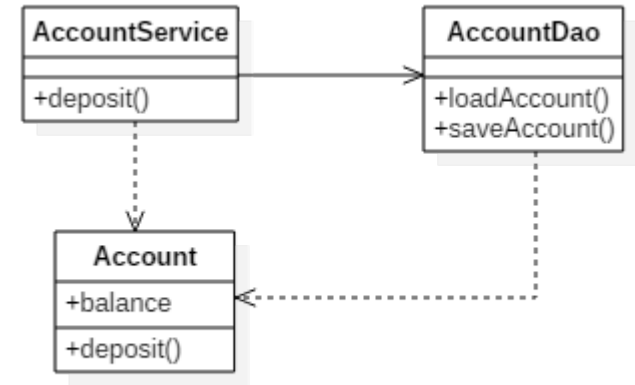 AccountService
+deposit()
AccountDao
+loadAccount()
+saveAccount()
Account
+balance
+deposit()